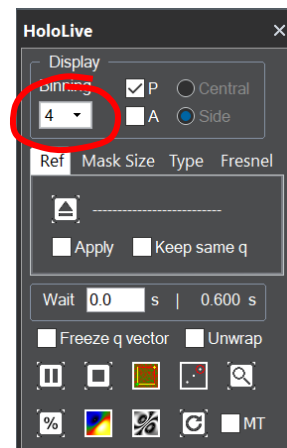 HoloLive ×
Display
Binning P Central
4 A Side
Ref Mask Size Type Fresnel
--------------------------
Apply Keep same q
Wait 0.0 s | 0.600 s
Freeze q vector Unwrap
% % C MT